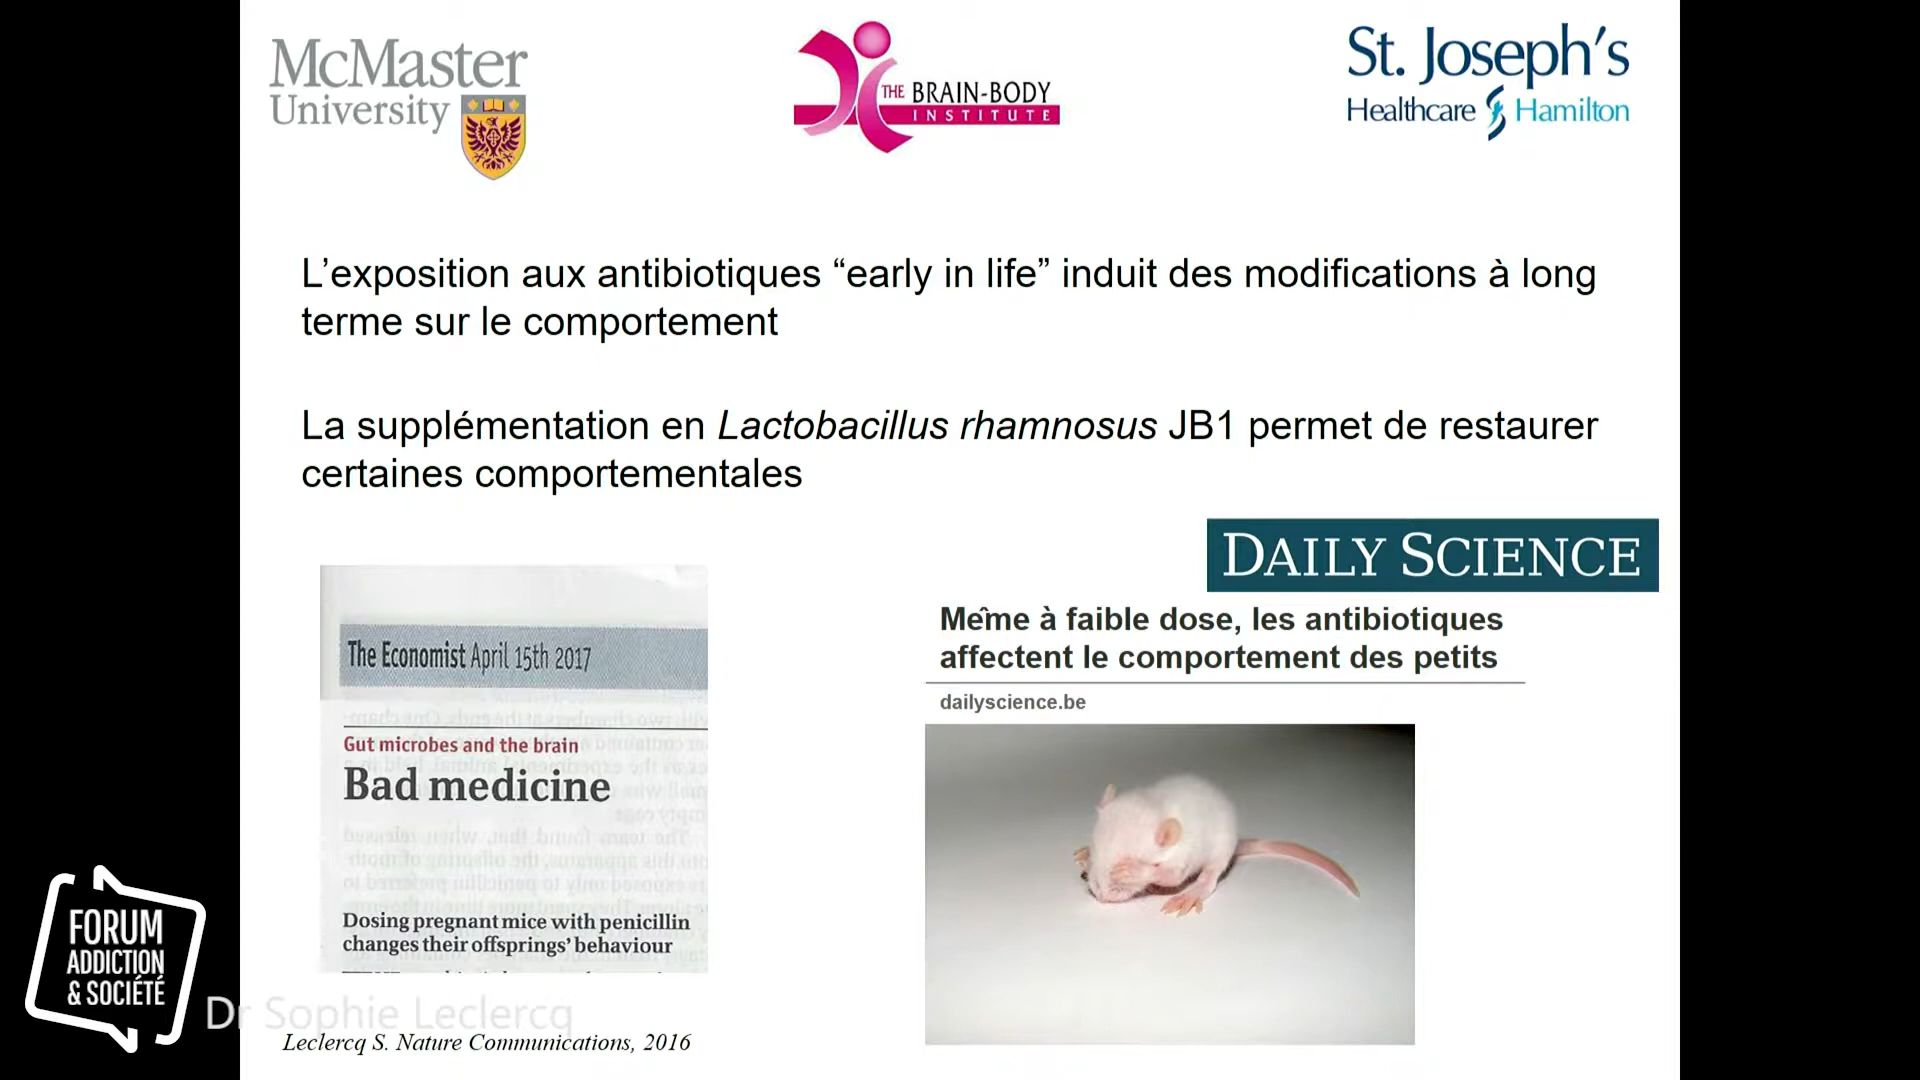 McMaster
University
THE BRAIN-BODY
INSTITUTE
St. Joseph's
Healthcare Hamilton
L'exposition aux antibiotiques “early in life” induit des modifications à long
terme sur le comportement
La supplémentation en Lactobacillus rhamnosus JB1 permet de restaurer
certaines comportementales
DAILY SCIENCE
Même à faible dose, les antibiotiques
affectent le comportement des petits
dailyscience.be
The Economist April 15th 2017
Gut microbes and the brain
Bad medicine
Dosing pregnant mice with penicillin
changes their offsprings' behaviour
FORUM
ADDICTION
& SOCIÉTÉ
Dr Sophie Leclercq
Leclercq S. Nature Communications, 2016